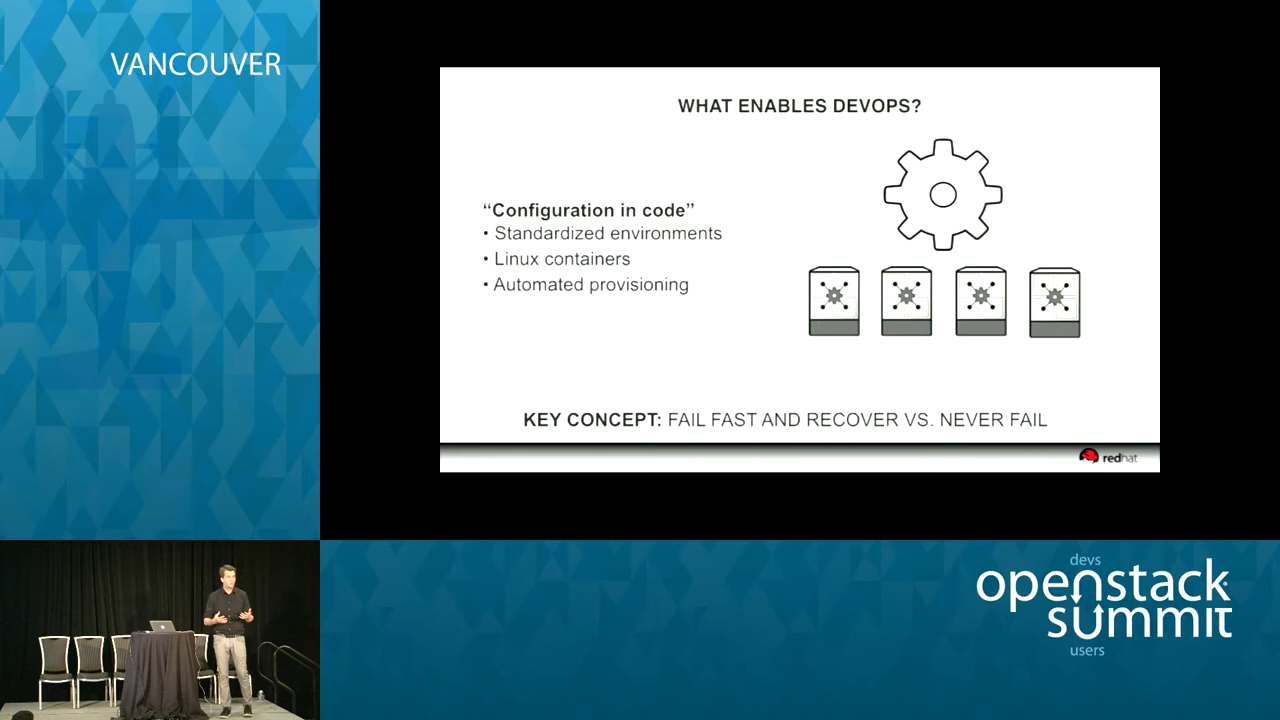 VANCOUVER
WHAT ENABLES DEVOPS?
“Configuration in code”
• Standardized environments
• Linux containers
• Automated provisioning
KEY CONCEPT: FAIL FAST AND RECOVER VS. NEVER FAIL
redhat
devs
openstack
summit
users